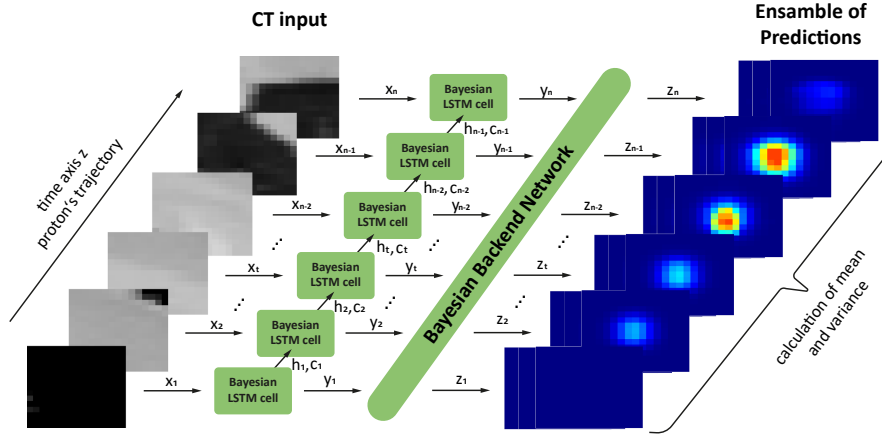 CT input
Ensamble of
Predictions
time axis z
proton's trajectory
xn
Bayesian
LSTM cell
yn
zn
hn-1, cn-1
xn-1
Bayesian
LSTM cell
yn-1
zn-1
hn-2, cn-2
xn-2
Bayesian
LSTM cell
yn-2
zn-2
...
ht, ct
...
...
xt
Bayesian
LSTM cell
yt
zt
...
h2, c2
...
...
x2
Bayesian
LSTM cell
y2
z2
h1, c1
x1
Bayesian
LSTM cell
y1
z1
Bayesian Backend Network
calculation of mean
and variance